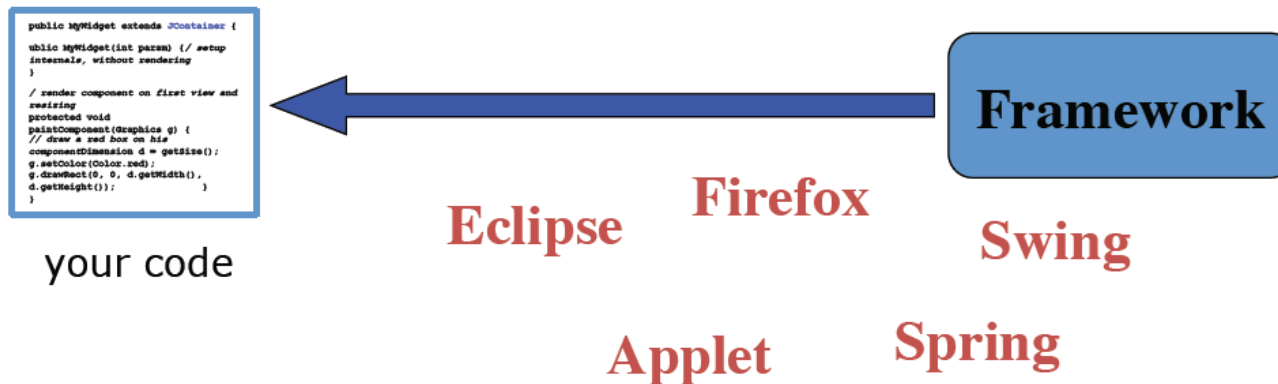 public MyWidget extends JContainer {
ublic MyWidget(int param) {/ setup
internals, without rendering
}
/ render component on first view and
resizing
protected void
paintComponent(Graphics g) {
// draw a red box on his
componentDimension d = getSize();
g.setColor(Color.red);
g.drawRect(0, 0, d.getWidth(),
d.getHeight()); }
}
your code
Framework
Eclipse
Firefox
Swing
Applet
Spring